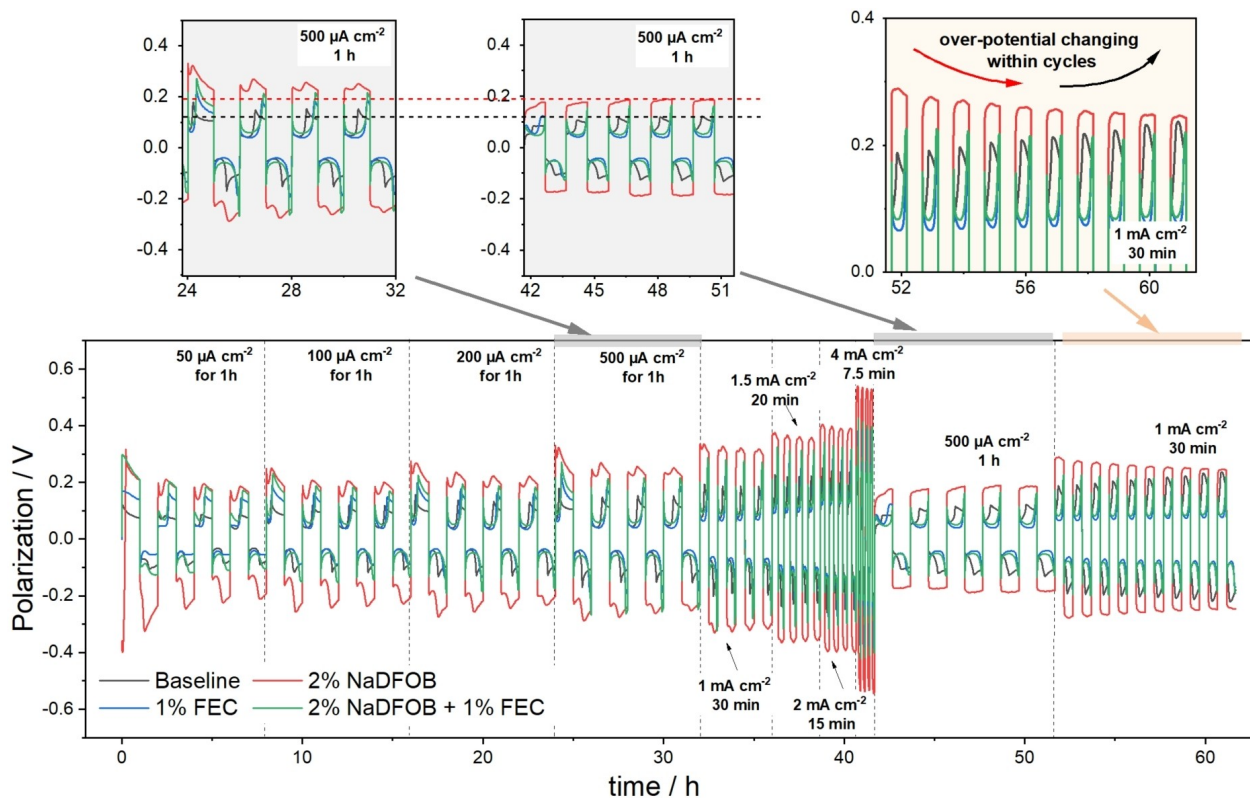 500 µA cm⁻²
1 h
0.4
0.2
0.0
-0.2
-0.4
24 26 28 30 32
500 µA cm⁻²
1 h
0.4
0.2
0.0
-0.2
-0.4
42 45 48 51
over-potential changing
within cycles
0.4
0.2
0.0
1 mA cm⁻²
30 min
52 56 60
Polarization / V
0.6
0.4
0.2
0.0
-0.2
-0.4
-0.6
50 µA cm⁻²
for 1h
100 µA cm⁻²
for 1h
200 µA cm⁻²
for 1h
500 µA cm⁻²
for 1h
1.5 mA cm⁻²
20 min
4 mA cm⁻²
7.5 min
500 µA cm⁻²
1 h
1 mA cm⁻²
30 min
1 mA cm⁻²
30 min
2 mA cm⁻²
15 min
Baseline 2% NaDFOB
1% FEC 2% NaDFOB + 1% FEC
0 10 20 30 40 50 60
time / h